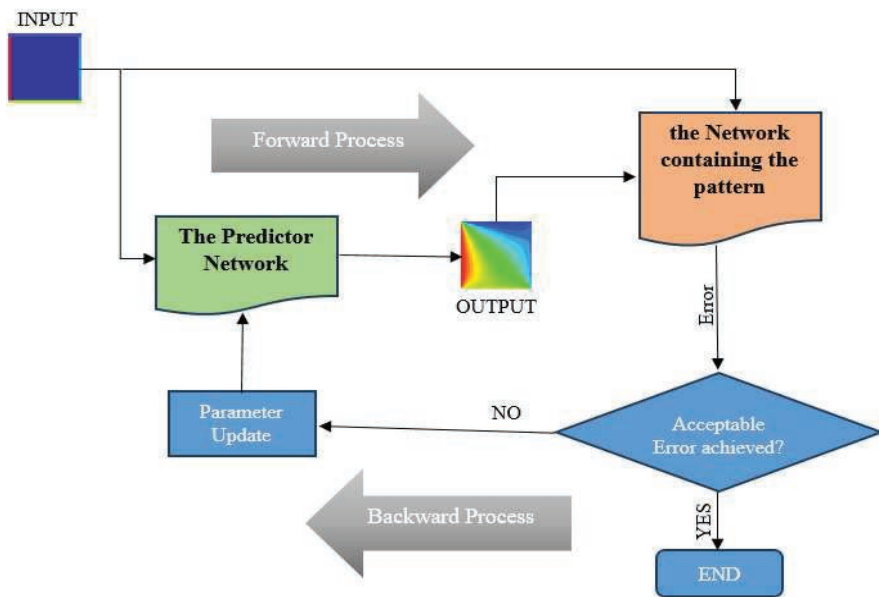 INPUT
Forward Process
the Network
containing the
pattern
The Predictor
Network
OUTPUT
Error
Parameter
Update
NO
Acceptable
Error achieved?
Backward Process
YES
END